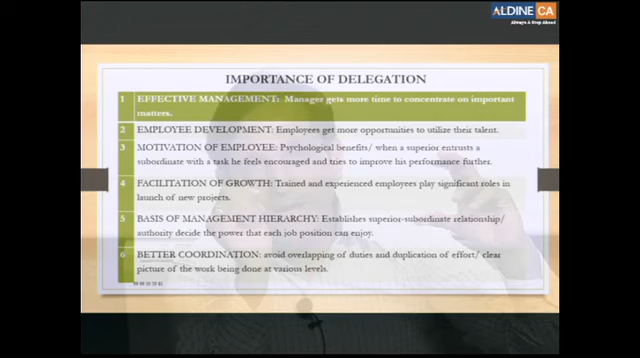 ALDINE CA
Always A Step Ahead
IMPORTANCE OF DELEGATION
1 EFFECTIVE MANAGEMENT: Manager gets more time to concentrate on important
matters.
2 EMPLOYEE DEVELOPMENT: Employees get more opportunities to utilize their talent.
3 MOTIVATION OF EMPLOYEE: Psychological benefits/ when a superior entrusts a
subordinate with a task he feels encouraged and tries to improve his performance further.
4 FACILITATION OF GROWTH: Trained and experienced employees play significant roles in
launch of new projects.
5 BASIS OF MANAGEMENT HIERARCHY: Establishes superior-subordinate relationship/
authority decide the power that each job position can enjoy.
6 BETTER COORDINATION: avoid overlapping of duties and duplication of effort/ clear
picture of the work being done at various levels.